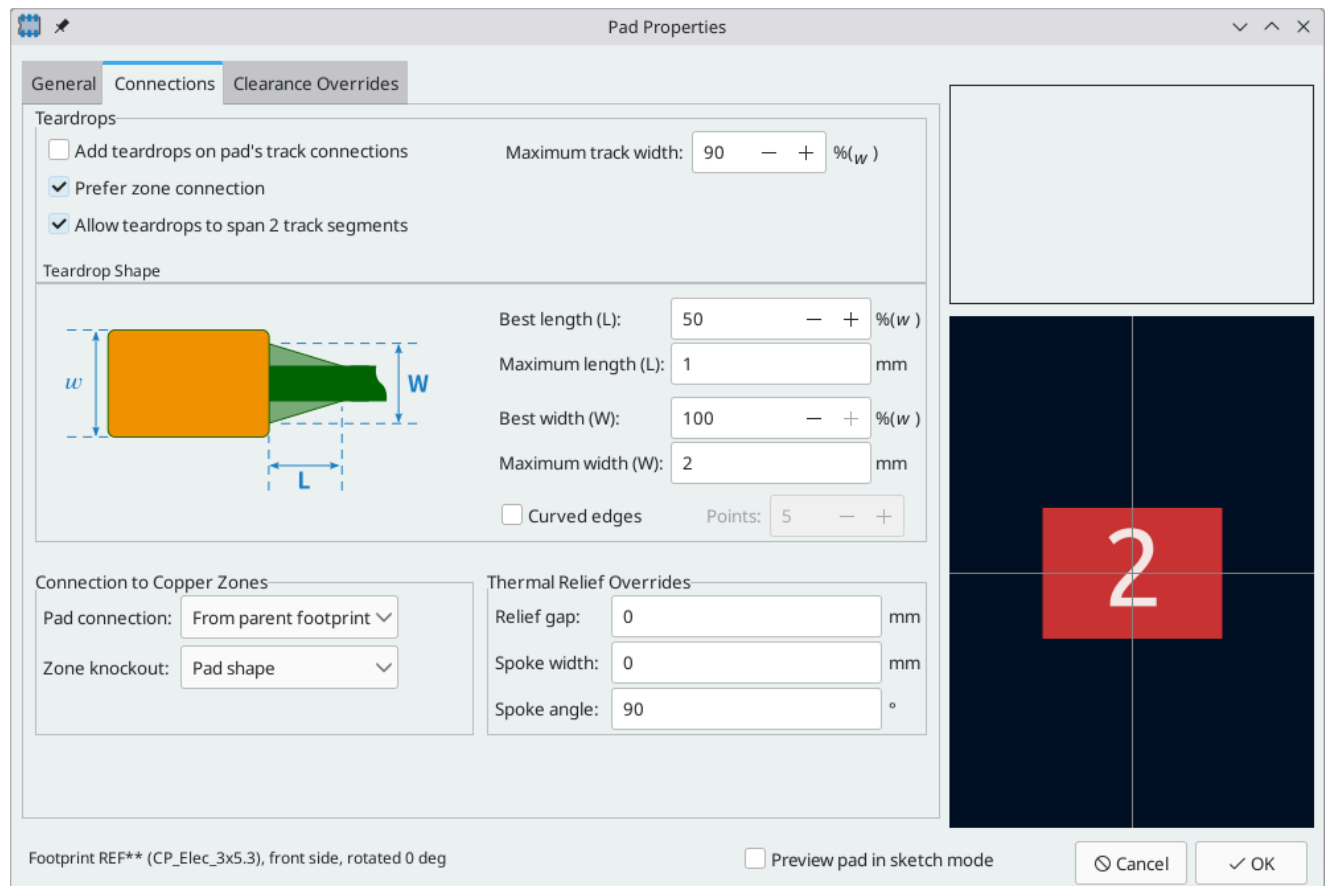 Pad Properties
General Connections Clearance Overrides
Teardrops
Add teardrops on pad's track connections Maximum track width: 90 %(w )
Prefer zone connection
Allow teardrops to span 2 track segments
Teardrop Shape
Best length (L): 50 %(w )
Maximum length (L): 1 mm
w W
Best width (W): 100 %(w )
Maximum width (W): 2 mm
L
Curved edges Points: 5
2
Connection to Copper Zones Thermal Relief Overrides
Pad connection: From parent footprint Relief gap: 0 mm
Zone knockout: Pad shape Spoke width: 0 mm
Spoke angle: 90 °
Footprint REF** (CP_Elec_3x5.3), front side, rotated 0 deg Preview pad in sketch mode Cancel OK